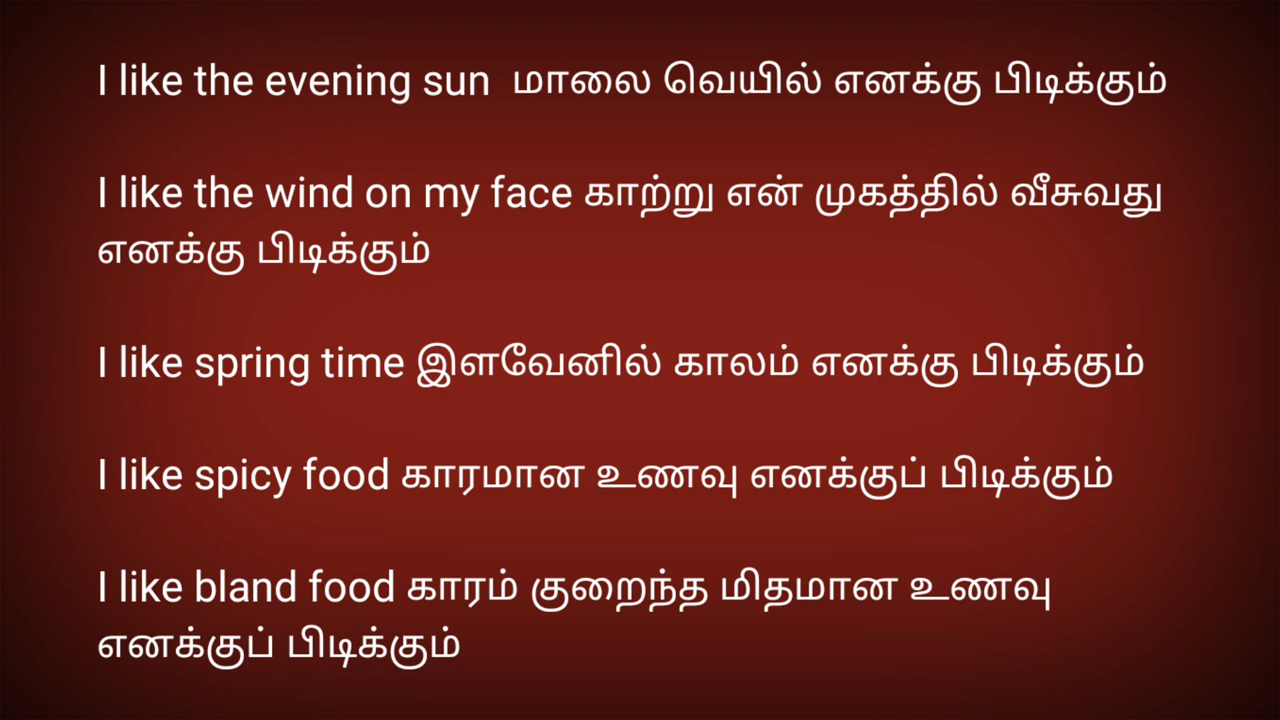 I like the evening sun  மாலை வெயில் எனக்கு பிடிக்கும்
I like the wind on my face காற்று என் முகத்தில் வீசுவது
எனக்கு பிடிக்கும்
I like spring time இளவேனில் காலம் எனக்கு பிடிக்கும்
I like spicy food காரமான உணவு எனக்குப் பிடிக்கும்
I like bland food காரம் குறைந்த மிதமான உணவு
எனக்குப் பிடிக்கும்